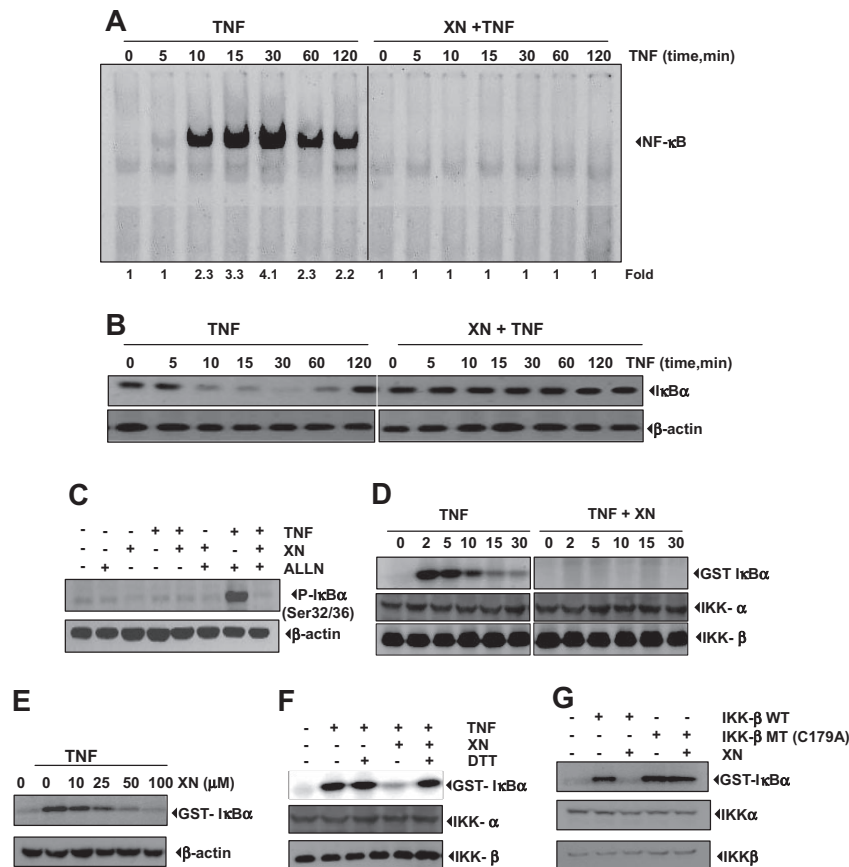 A
TNF XN +TNF
0 5 10 15 30 60 120 0 5 10 15 30 60 120 TNF (time,min)
◂NF-κB
1 1 2.3 3.3 4.1 2.3 2.2 1 1 1 1 1 1 1 Fold
B
TNF XN + TNF
0 5 10 15 30 60 120 0 5 10 15 30 60 120 TNF (time,min)
◂IκBα
◂β-actin
C
- - - + + - + + TNF
- - + - + + - + XN
- + - - - + + + ALLN
◂P-IκBα
(Ser32/36)
◂β-actin
D
TNF TNF + XN
0 2 5 10 15 30 0 2 5 10 15 30
◂GST IκBα
◂IKK- α
◂IKK- β
E
TNF
0 0 10 25 50 100 XN (μM)
◂GST- IκBα
◂β-actin
F
- + + + + TNF
- - - + + XN
- - + - + DTT
◂GST- IκBα
◂IKK- α
◂IKK- β
G
- + + - - IKK-β WT
- - - + + IKK-β MT (C179A)
- - + - + XN
◂GST-IκBα
◂IKKα
◂IKKβ